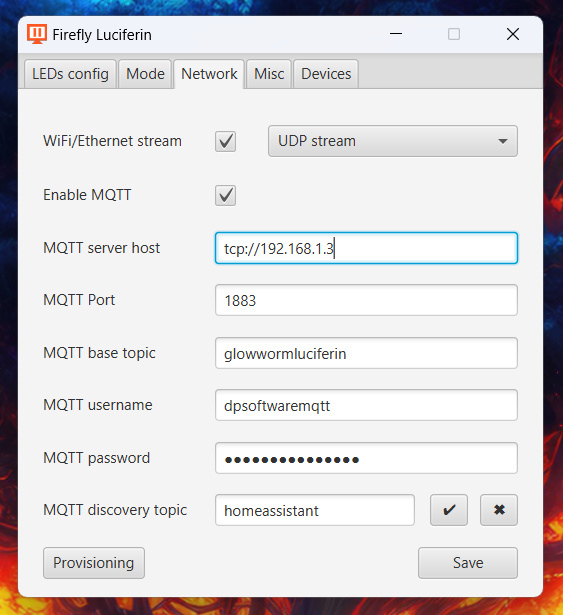 Firefly Luciferin
LEDs config Mode Network Misc Devices
WiFi/Ethernet stream UDP stream
Enable MQTT
MQTT server host tcp://192.168.1.3
MQTT Port 1883
MQTT base topic glowwormluciferin
MQTT username dpsoftwaremqtt
MQTT password ●●●●●●●●●●●●●●●
MQTT discovery topic homeassistant
Provisioning Save